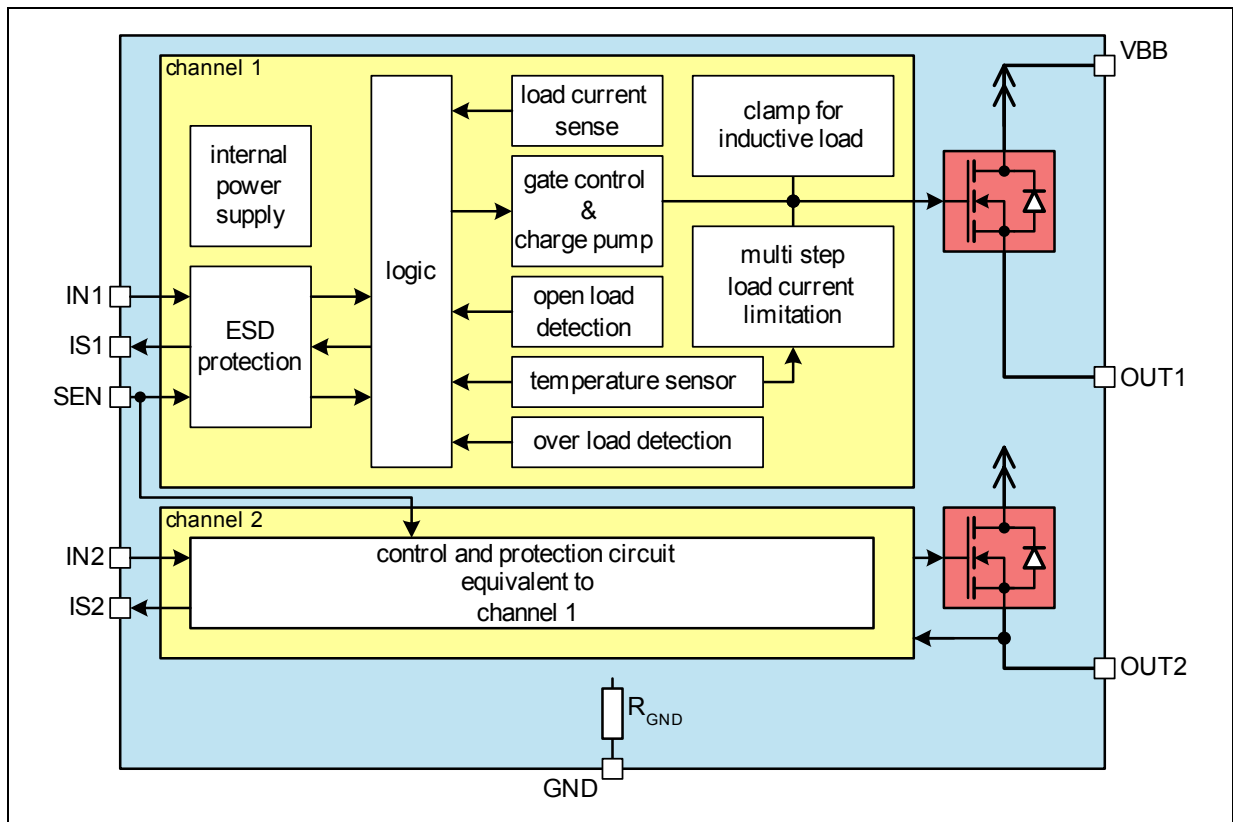 VBB
channel 1
load current
sense
clamp for
inductive load
internal
power
supply
gate control
&
charge pump
logic
multi step
load current
limitation
IN1
IS1
SEN
ESD
protection
open load
detection
temperature sensor
OUT1
over load detection
channel 2
IN2
IS2
control and protection circuit
equivalent to
channel 1
OUT2
RGND
GND